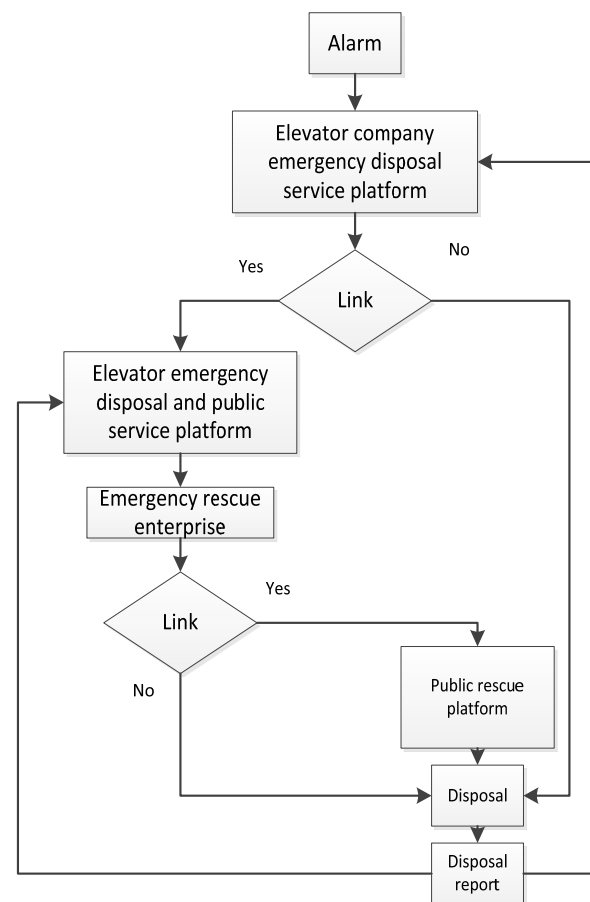 Alarm
Elevator company
emergency disposal
service platform
Yes
No
Link
Elevator emergency
disposal and public
service platform
Emergency rescue
enterprise
Link
Yes
No
Public rescue
platform
Disposal
Disposal
report